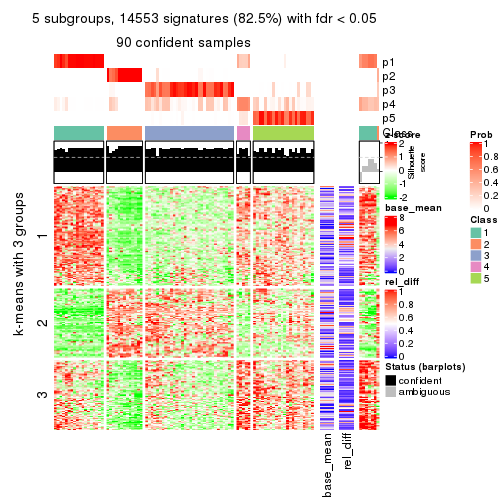 5 subgroups, 14553 signatures (82.5%) with fdr < 0.05
90 confident samples
p1
p2
p3
p4
p5
Class
k-means with 3 groups
1
2
3
base_mean
rel_diff
z-score
2
1
0
-1
-2
Silhouette
score
base_mean
8
6
4
2
0
rel_diff
1
0.8
0.6
0.4
0.2
0
Status (barplots)
confident
ambiguous
Prob
1
0.8
0.6
0.4
0.2
0
Class
1
2
3
4
5